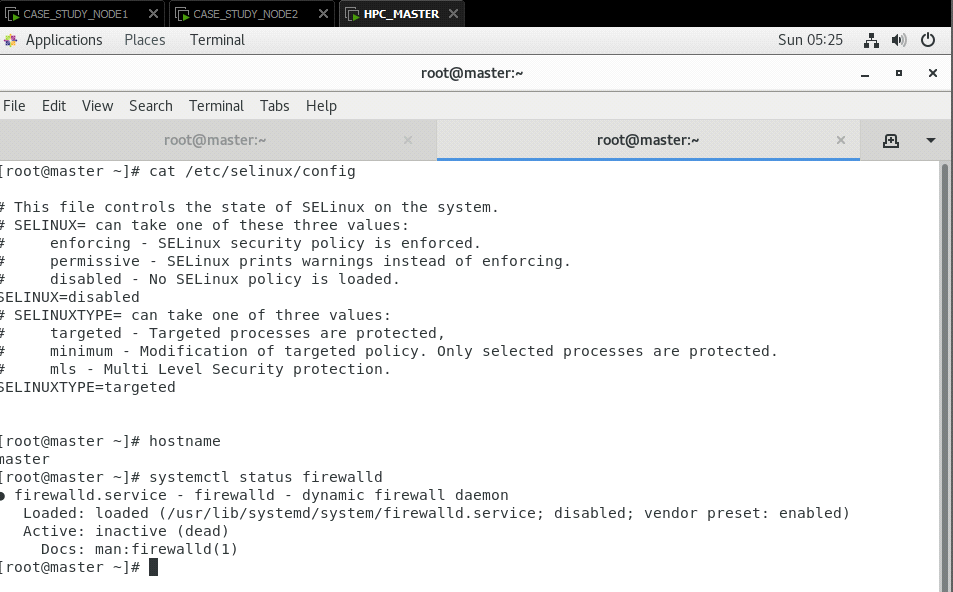 CASE_STUDY_NODE1 CASE_STUDY_NODE2 HPC_MASTER
Applications Places Terminal Sun 05:25
root@master:~
File Edit View Search Terminal Tabs Help
root@master:~ root@master:~
[root@master ~]# cat /etc/selinux/config
# This file controls the state of SELinux on the system.
# SELINUX= can take one of these three values:
#     enforcing - SELinux security policy is enforced.
#     permissive - SELinux prints warnings instead of enforcing.
#     disabled - No SELinux policy is loaded.
SELINUX=disabled
# SELINUXTYPE= can take one of three values:
#     targeted - Targeted processes are protected,
#     minimum - Modification of targeted policy. Only selected processes are protected.
#     mls - Multi Level Security protection.
SELINUXTYPE=targeted
[root@master ~]# hostname
master
[root@master ~]# systemctl status firewalld
● firewalld.service - firewalld - dynamic firewall daemon
   Loaded: loaded (/usr/lib/systemd/system/firewalld.service; disabled; vendor preset: enabled)
   Active: inactive (dead)
     Docs: man:firewalld(1)
[root@master ~]#